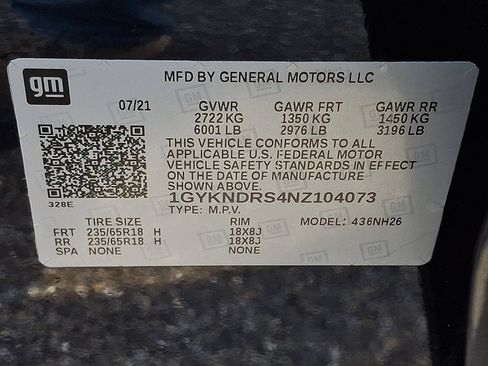 gm
MFD BY GENERAL MOTORS LLC
07/21 GVWR GAWR FRT GAWR RR
2722 KG 1350 KG 1450 KG
6001 LB 2976 LB 3196 LB
THIS VEHICLE CONFORMS TO ALL
APPLICABLE U.S. FEDERAL MOTOR
VEHICLE SAFETY STANDARDS IN EFFECT
ON THE DATE OF MANUFACTURE
SHOWN ABOVE.
328E
1GYKNDRS4NZ104073
TYPE: M.P.V. MODEL: 436NH26
TIRE SIZE RIM
FRT 235/65R18 H 18X8J
RR 235/65R18 H 18X8J
SPA NONE NONE